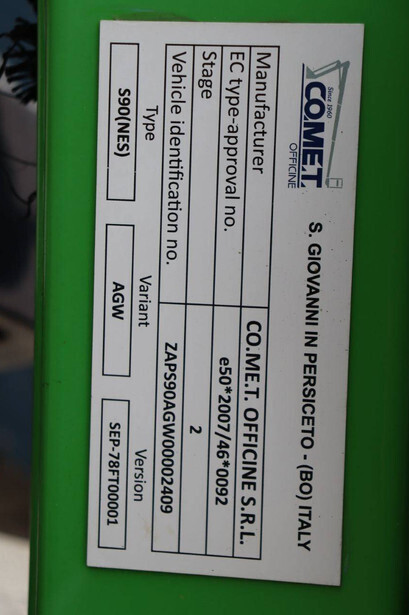 Since 1960
CO.ME.T.
OFFICINE
S. GIOVANNI IN PERSICETO - (BO) ITALY
Manufacturer CO.ME.T. OFFICINE S.R.L.
EC type-approval no. e50*2007/46*0092
Stage 2
Vehicle identification no. ZAPS90AGW00002409
Type Variant Version
S90(NES) AGW SEP-78FT00001